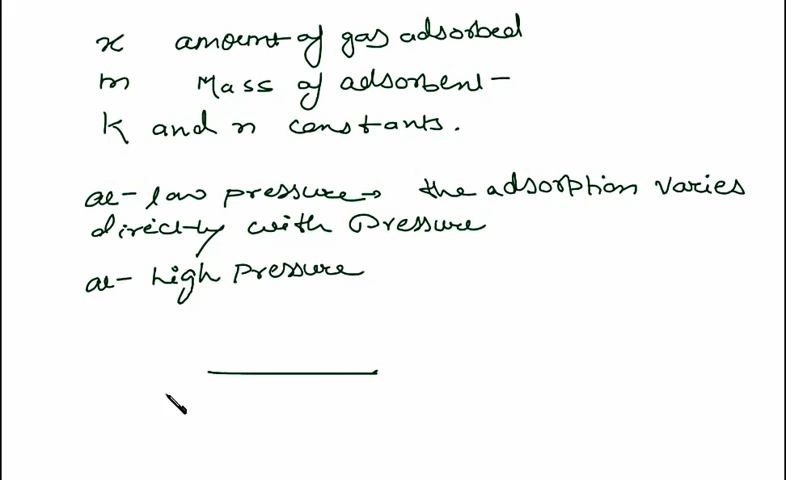 x amount of gas adsorbed
m Mass of adsorbent
k and n constants.
at low pressure → the adsorption varies
directly with Pressure
at high pressure